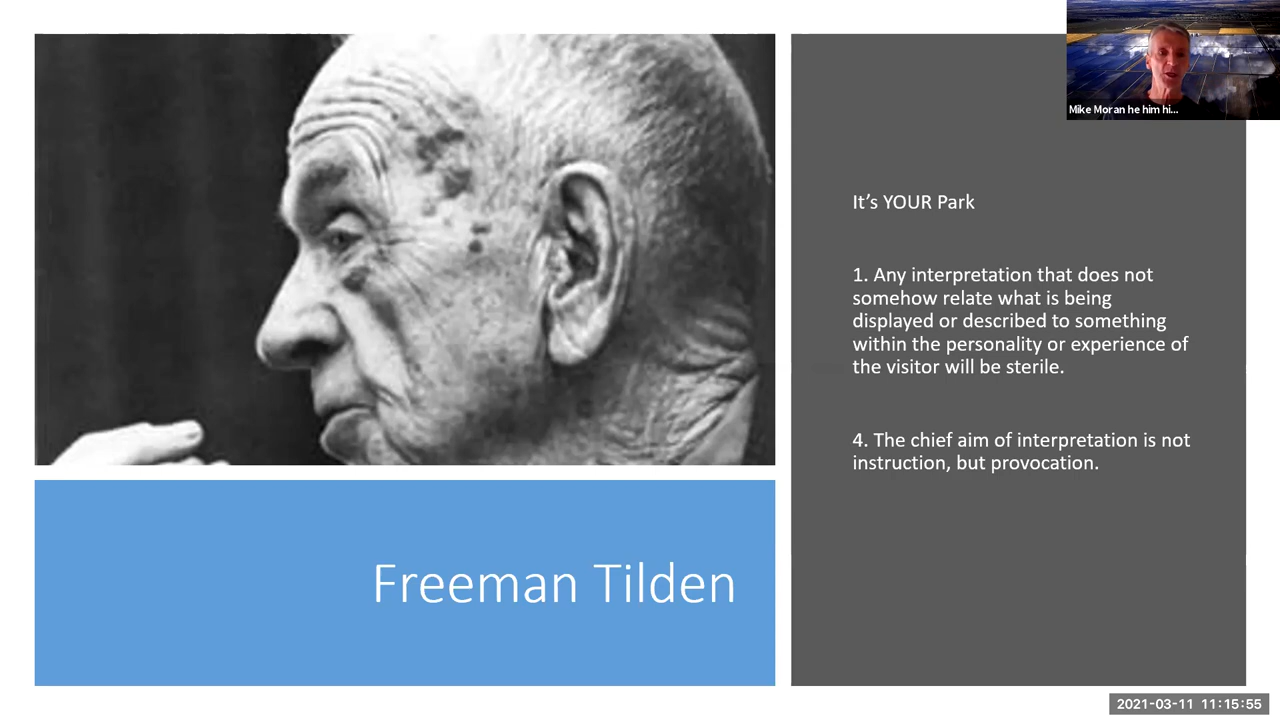 Mike Moran he him hi...
It's YOUR Park
1. Any interpretation that does not
somehow relate what is being
displayed or described to something
within the personality or experience of
the visitor will be sterile.
4. The chief aim of interpretation is not
instruction, but provocation.
Freeman Tilden
2021-03-11 11:15:55